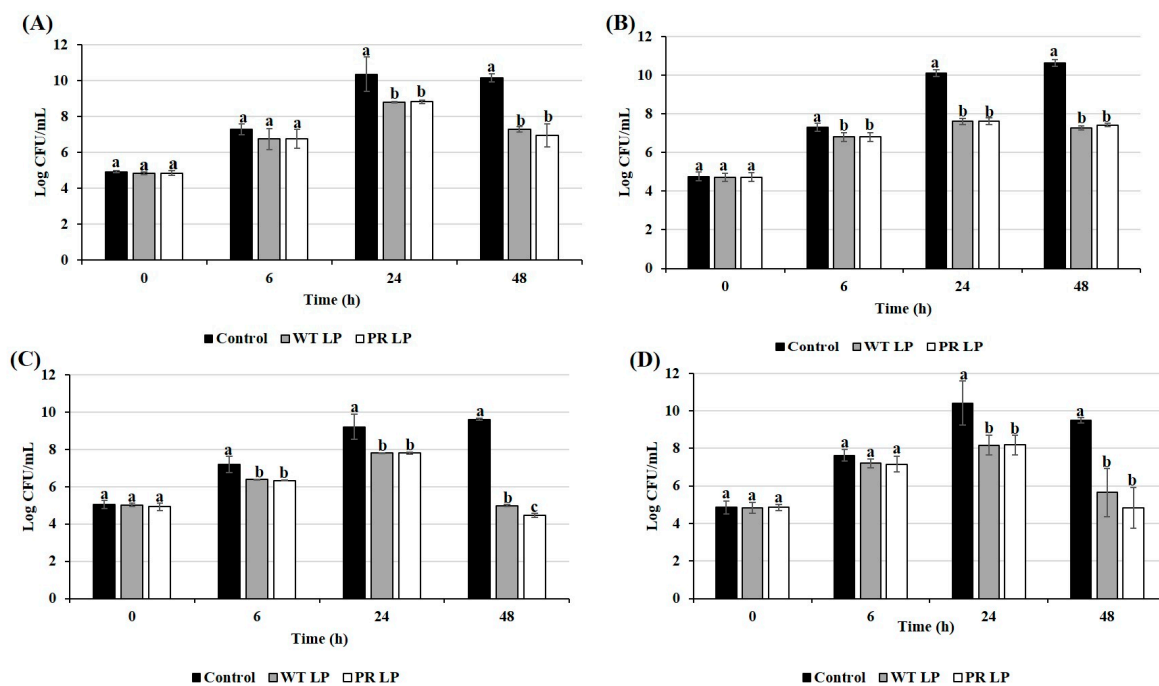 (A)
12
10
8
6
4
2
0
Log CFU/mL
a a a
a a a
a b b
a b b
0 6 24 48
Time (h)
Control WT LP PR LP
(B)
12
10
8
6
4
2
0
Log CFU/mL
a a a
a b b
a b b
a b b
0 6 24 48
Time (h)
Control WT LP PR LP
(C)
12
10
8
6
4
2
0
Log CFU/mL
a a a
a b b
a b b
a b c
0 6 24 48
Time (h)
Control WT LP PR LP
(D)
12
10
8
6
4
2
0
Log CFU/mL
a a a
a a a
a b b
a b b
0 6 24 48
Time (h)
Control WT LP PR LP